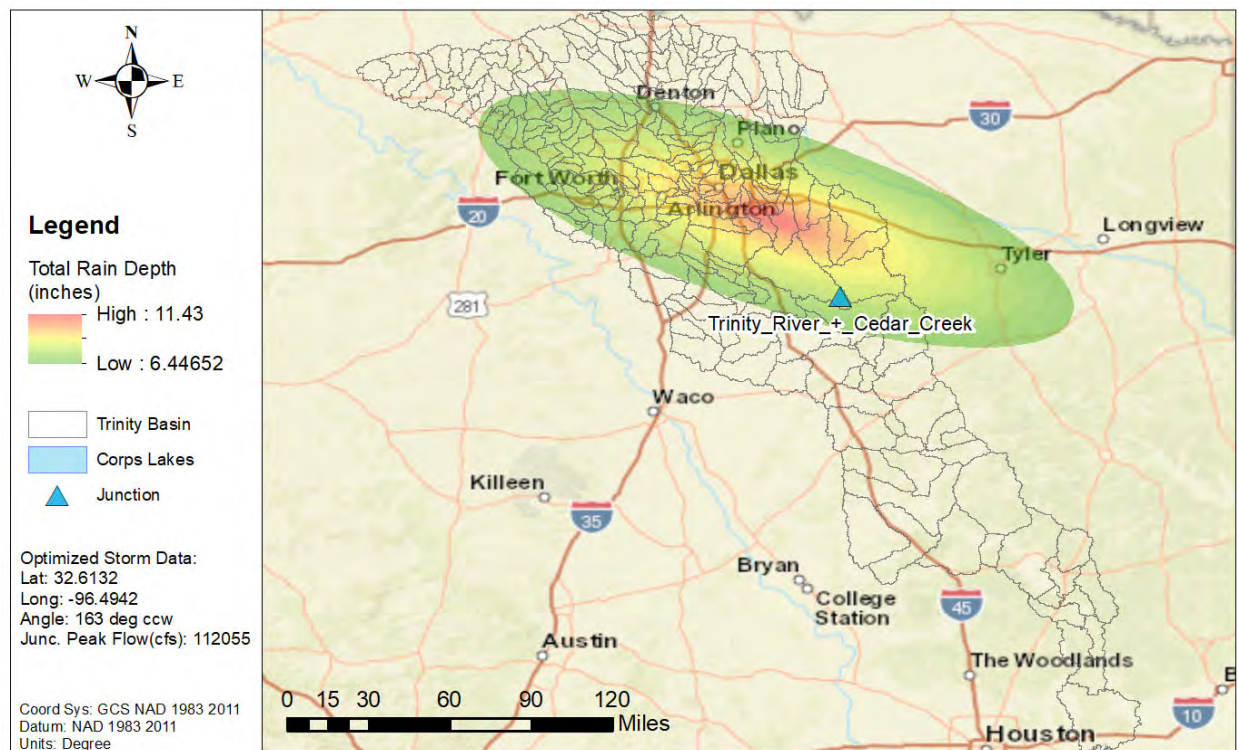 N
W
E
S
Legend
Total Rain Depth
(inches)
High : 11.43
Low : 6.44652
Trinity Basin
Corps Lakes
Junction
Optimized Storm Data:
Lat: 32.6132
Long: -96.4942
Angle: 163 deg ccw
Junc. Peak Flow(cfs): 112055
Coord Sys: GCS NAD 1983 2011
Datum: NAD 1983 2011
Units: Degree
Denton
30
Plano
Dallas
Fort Worth
20
Arlington
Longview
Tyler
281
Trinity_River_+_Cedar_Creek
Waco
Killeen
35
Bryan
College
Station
45
Austin
The Woodlands
10
Houston
0 15 30 60 90 120
Miles